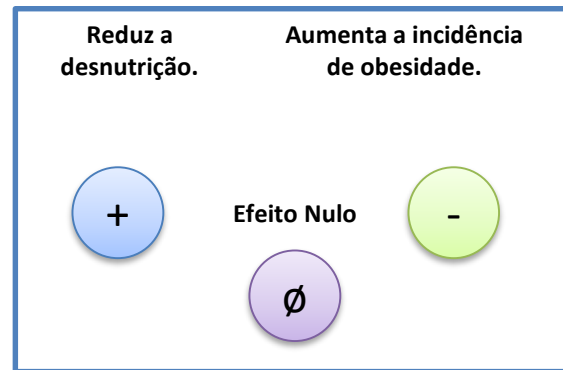 Reduz a
desnutrição.
Aumenta a incidência
de obesidade.
+
Efeito Nulo
-
ø